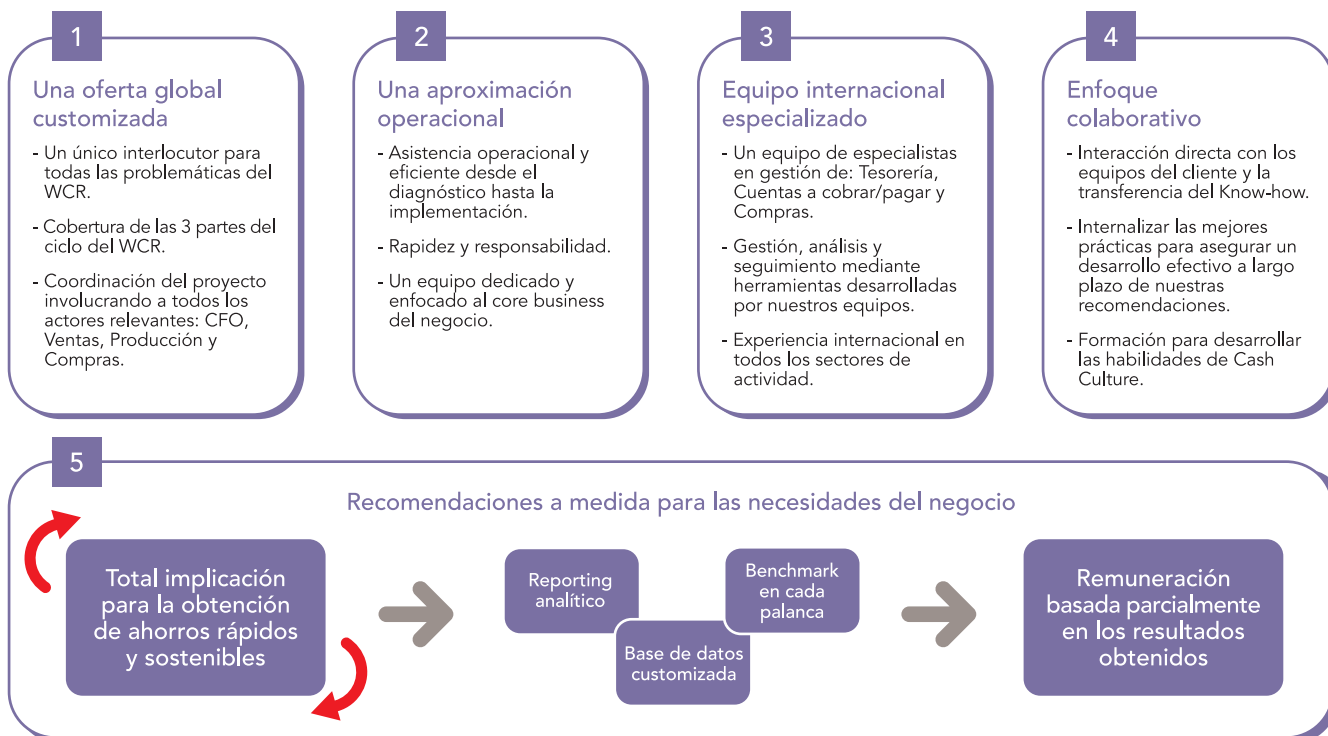 1
Una oferta global
customizada
- Un único interlocutor para
todas las problemáticas del
WCR.
- Cobertura de las 3 partes del
ciclo del WCR.
- Coordinación del proyecto
involucrando a todos los
actores relevantes: CFO,
Ventas, Producción y
Compras.
2
Una aproximación
operacional
- Asistencia operacional y
eficiente desde el
diagnóstico hasta la
implementación.
- Rapidez y responsabilidad.
- Un equipo dedicado y
enfocado al core business
del negocio.
3
Equipo internacional
especializado
- Un equipo de especialistas
en gestión de: Tesorería,
Cuentas a cobrar/pagar y
Compras.
- Gestión, análisis y
seguimiento mediante
herramientas desarrolladas
por nuestros equipos.
- Experiencia internacional en
todos los sectores de
actividad.
4
Enfoque
colaborativo
- Interacción directa con los
equipos del cliente y la
transferencia del Know-how.
- Internalizar las mejores
prácticas para asegurar un
desarrollo efectivo a largo
plazo de nuestras
recomendaciones.
- Formación para desarrollar
las habilidades de Cash
Culture.
5
Recomendaciones a medida para las necesidades del negocio
Total implicación
para la obtención
de ahorros rápidos
y sostenibles
Reporting
analítico
Base de datos
customizada
Benchmark
en cada
palanca
Remuneración
basada parcialmente
en los resultados
obtenidos